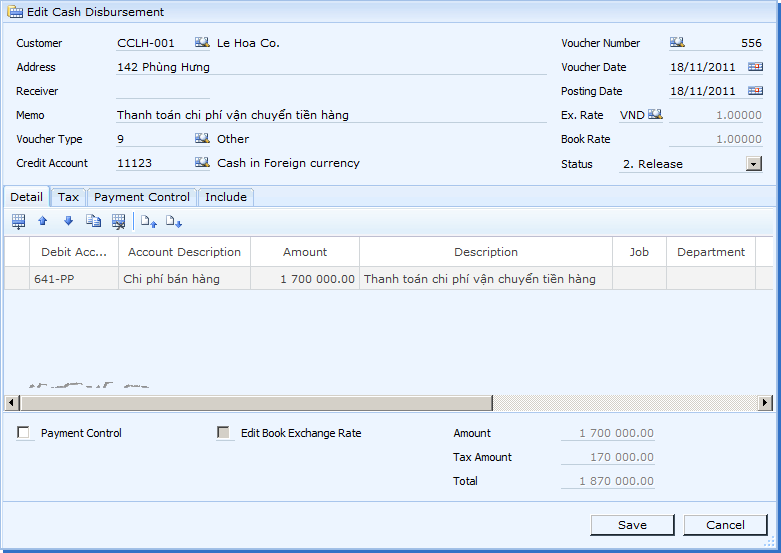 Edit Cash Disbursement
Customer CCLH-001 Le Hoa Co. Voucher Number 556
Address 142 Phùng Hưng Voucher Date 18/11/2011
Receiver Posting Date 18/11/2011
Memo Thanh toán chi phí vận chuyển tiền hàng Ex. Rate VND 1.00000
Voucher Type 9 Other Book Rate 1.00000
Credit Account 11123 Cash in Foreign currency Status 2. Release
Detail Tax Payment Control Include
Debit Acc... Account Description Amount Description Job Department
641-PP Chi phí bán hàng 1 700 000.00 Thanh toán chi phí vận chuyển tiền hàng
Payment Control Edit Book Exchange Rate Amount 1 700 000.00
Tax Amount 170 000.00
Total 1 870 000.00
Save Cancel